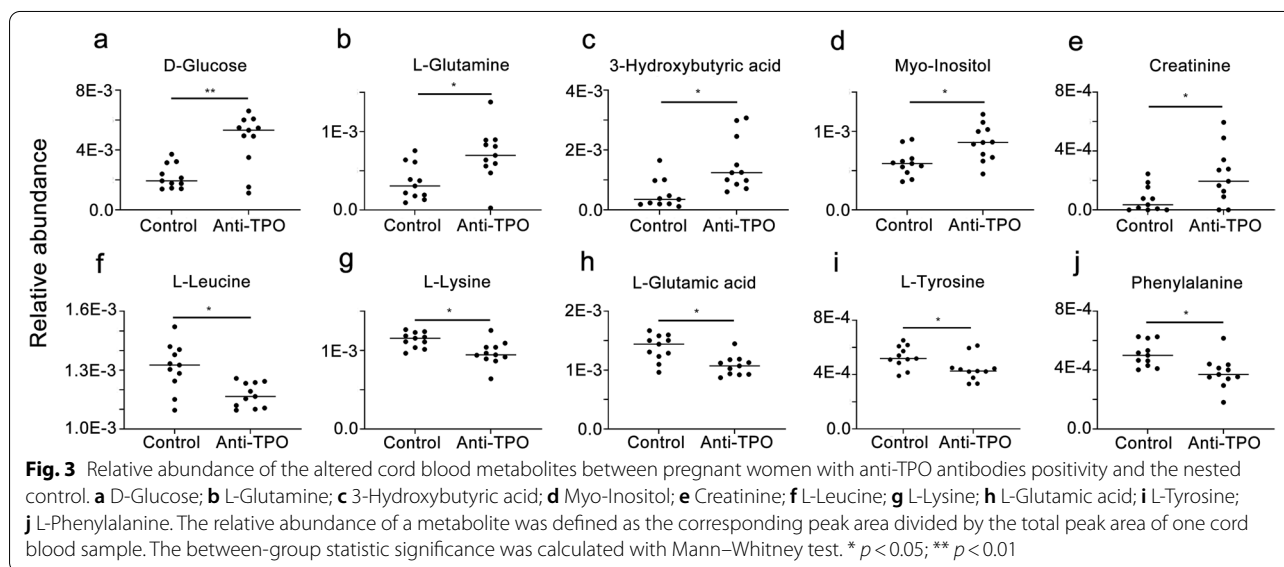 a b c d e
D-Glucose L-Glutamine 3-Hydroxybutyric acid Myo-Inositol Creatinine
8E-3 ** * 4E-3 * * 8E-4 *
1E-3 1E-3
4E-3 2E-3 4E-4
0.0 0.0 0.0 0.0 0.0
Control Anti-TPO Control Anti-TPO Control Anti-TPO Control Anti-TPO Control Anti-TPO
Relative abundance
f g h i j
L-Leucine L-Lysine L-Glutamic acid L-Tyrosine Phenylalanine
1.6E-3 * * 2E-3 * 8E-4 * 8E-4 *
1.3E-3 1E-3 1E-3 4E-4 4E-4
1.0E-3 0.0 0.0 0.0 0.0
Control Anti-TPO Control Anti-TPO Control Anti-TPO Control Anti-TPO Control Anti-TPO
Fig. 3 Relative abundance of the altered cord blood metabolites between pregnant women with anti-TPO antibodies positivity and the nested
control. a D-Glucose; b L-Glutamine; c 3-Hydroxybutyric acid; d Myo-Inositol; e Creatinine; f L-Leucine; g L-Lysine; h L-Glutamic acid; i L-Tyrosine;
j L-Phenylalanine. The relative abundance of a metabolite was defined as the corresponding peak area divided by the total peak area of one cord
blood sample. The between-group statistic significance was calculated with Mann–Whitney test. * p < 0.05; ** p < 0.01